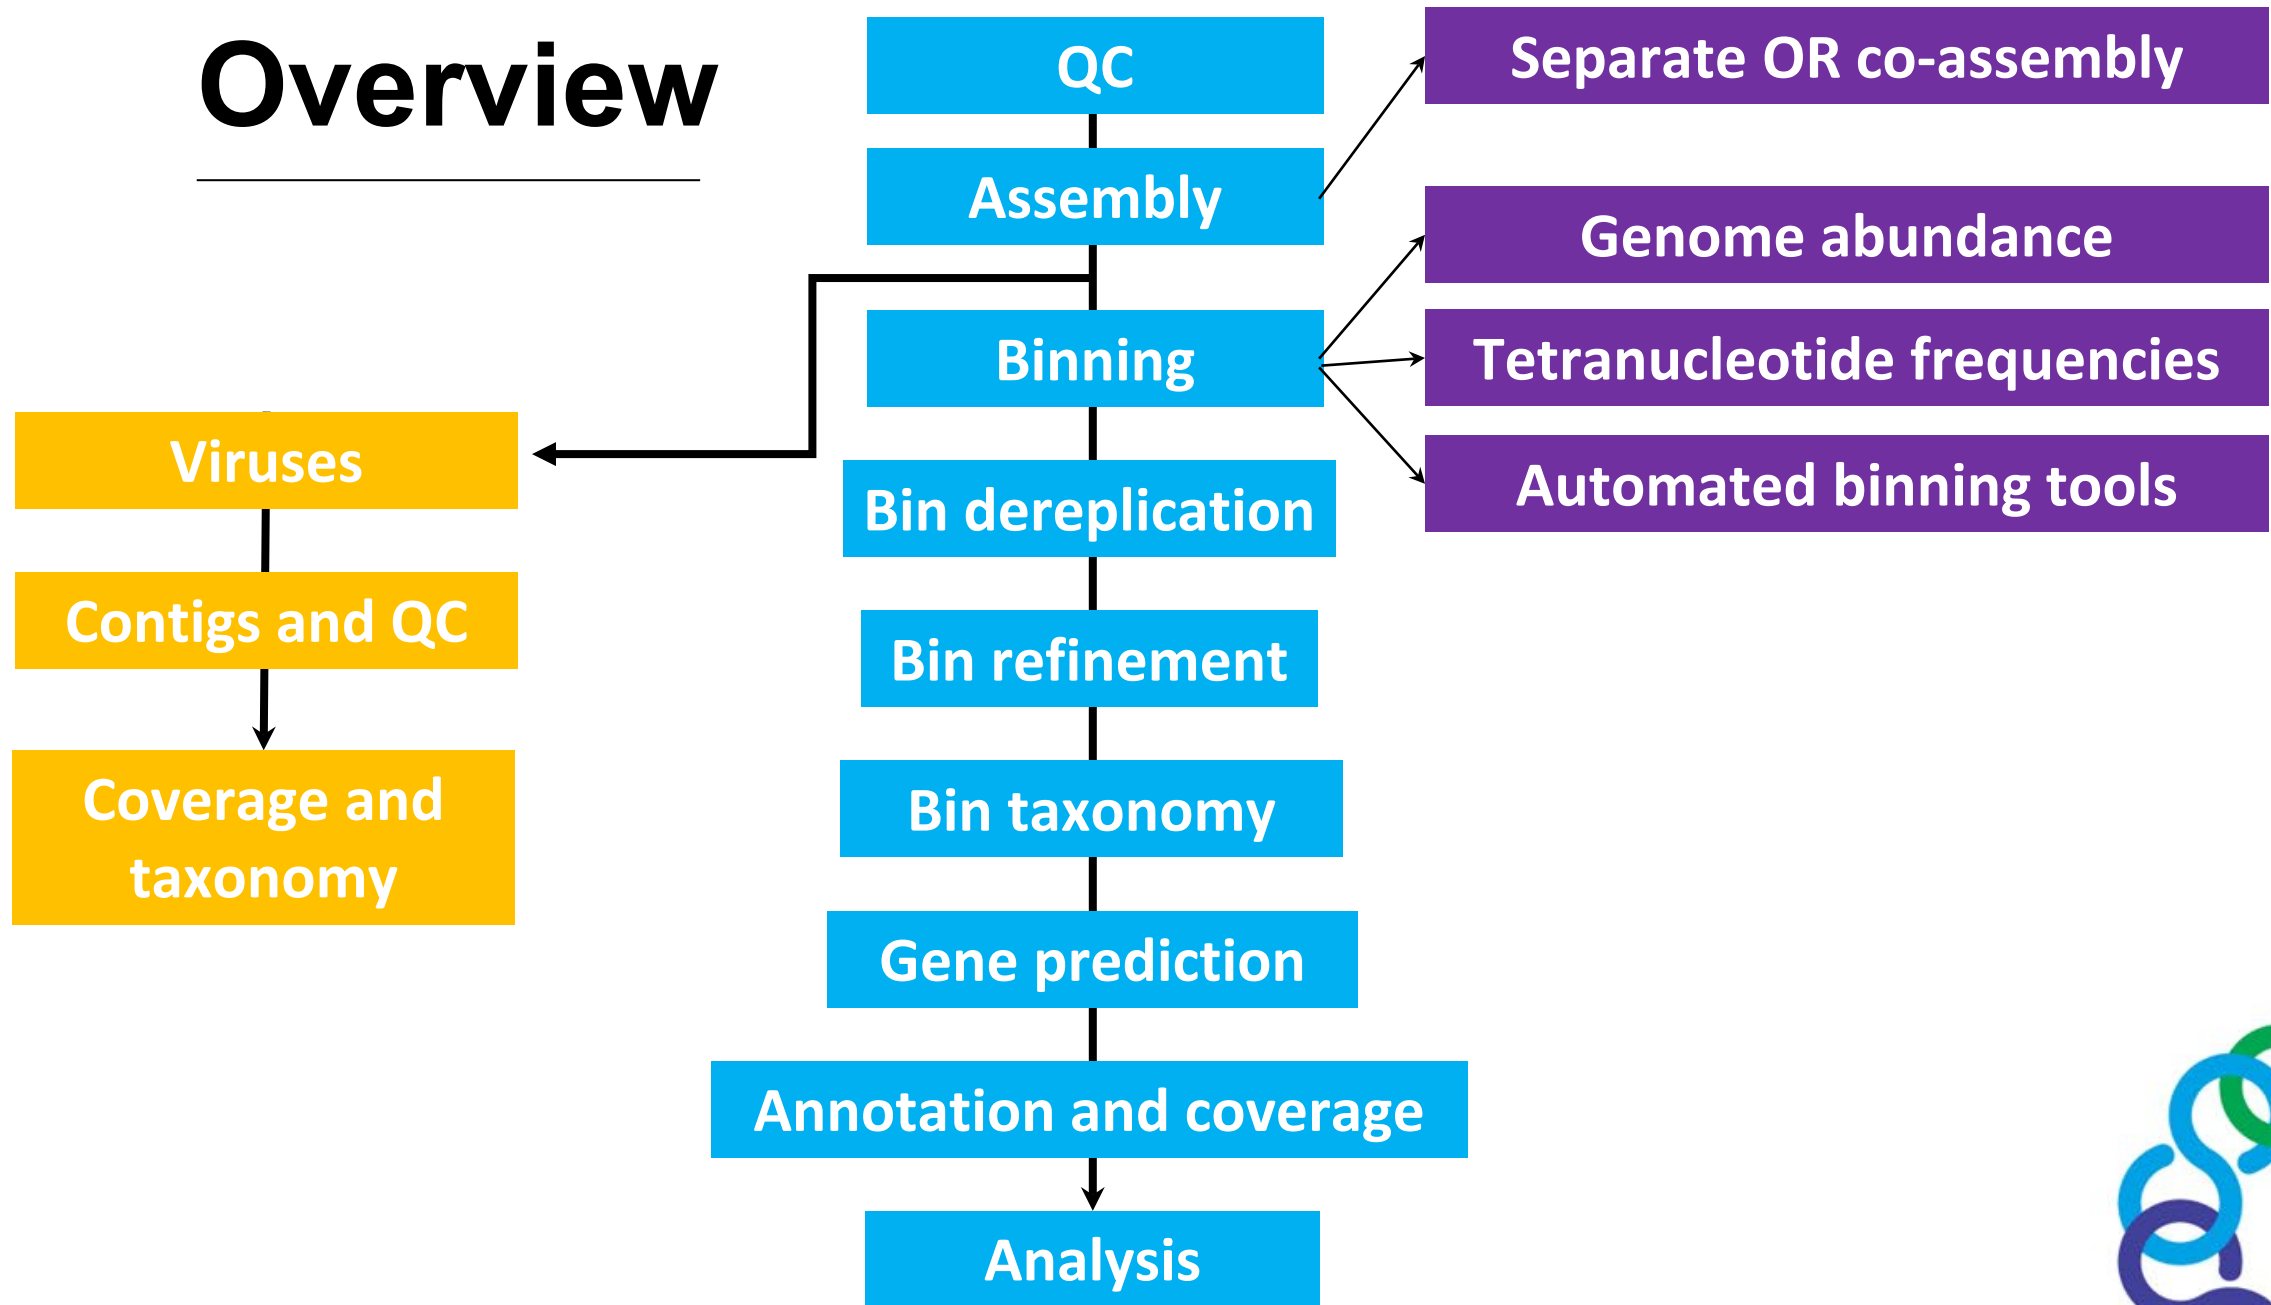 Overview
QC
Assembly
Binning
Bin dereplication
Bin refinement
Bin taxonomy
Gene prediction
Annotation and coverage
Analysis
Separate OR co-assembly
Genome abundance
Tetranucleotide frequencies
Automated binning tools
Viruses
Contigs and QC
Coverage and
taxonomy